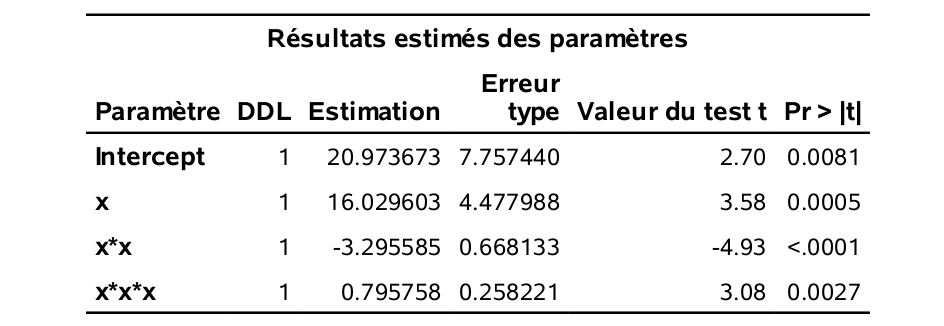 Résultats estimés des paramètres
Paramètre DDL Estimation Erreur type Valeur du test t Pr > |t|
Intercept 1 20.973673 7.757440 2.70 0.0081
x 1 16.029603 4.477988 3.58 0.0005
x*x 1 -3.295585 0.668133 -4.93 <.0001
x*x*x 1 0.795758 0.258221 3.08 0.0027